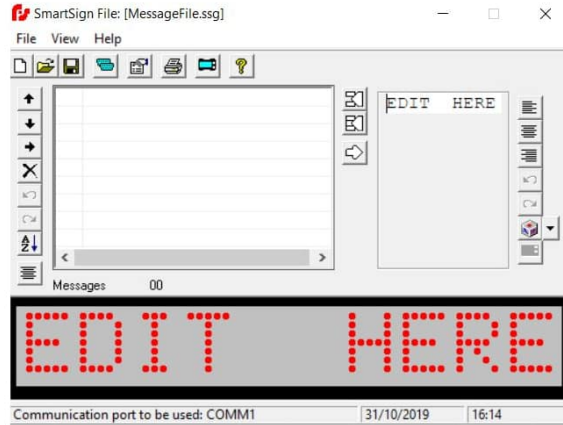 SmartSign File: [MessageFile.ssg]
File View Help
EDIT HERE
Messages 00
EDIT HERE
Communication port to be used: COMM1 31/10/2019 16:14